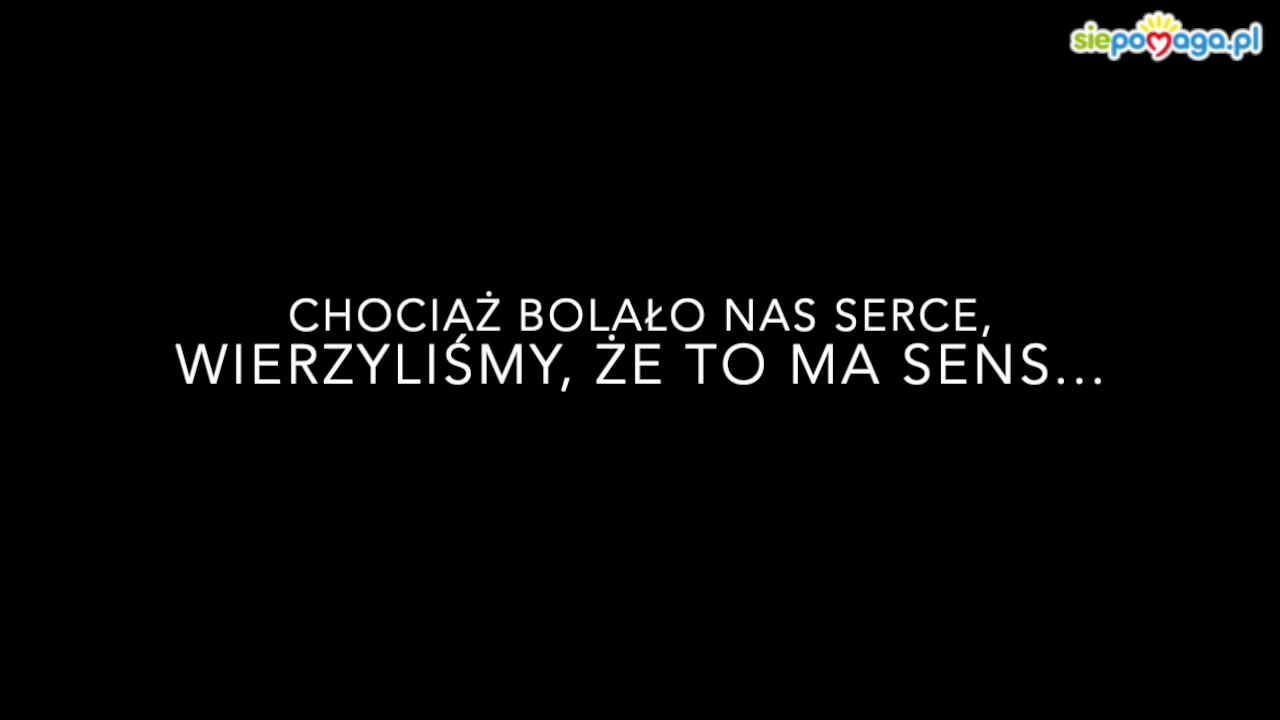 siepomaga.pl
CHOCIAŻ BOLAŁO NAS SERCE,
WIERZYLIŚMY, ŻE TO MA SENS...